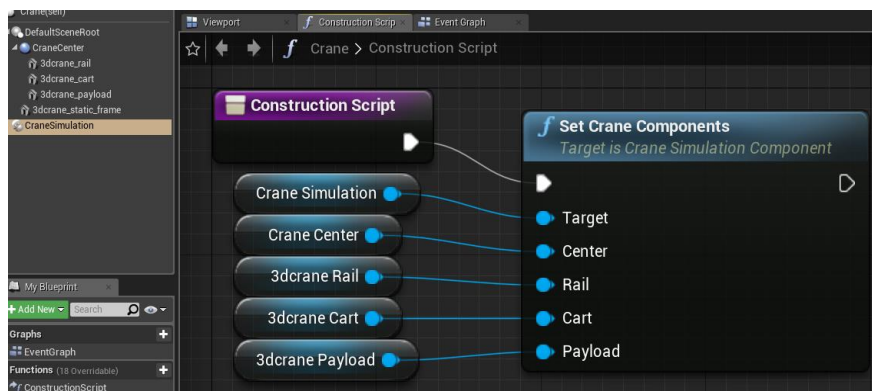 Crane(self)
DefaultSceneRoot
CraneCenter
3dcrane_rail
3dcrane_cart
3dcrane_payload
3dcrane_static_frame
CraneSimulation
My Blueprint
+Add New
Search
Graphs
EventGraph
Functions (18 Overridable)
ConstructionScript
Viewport
Construction Scrip
Event Graph
Crane > Construction Script
Construction Script
Crane Simulation
Crane Center
3dcrane Rail
3dcrane Cart
3dcrane Payload
Set Crane Components
Target is Crane Simulation Component
Target
Center
Rail
Cart
Payload